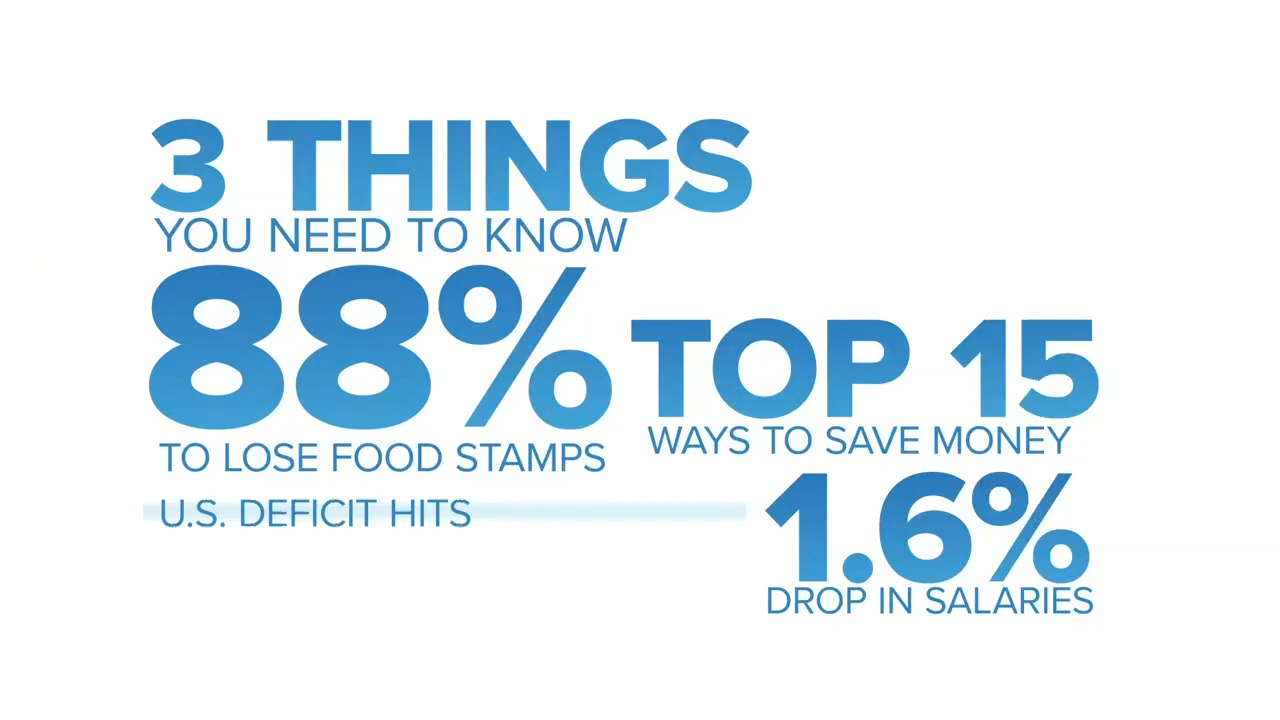 3 THINGS
YOU NEED TO KNOW
88%
TO LOSE FOOD STAMPS
U.S. DEFICIT HITS
TOP 15
WAYS TO SAVE MONEY
1.6%
DROP IN SALARIES